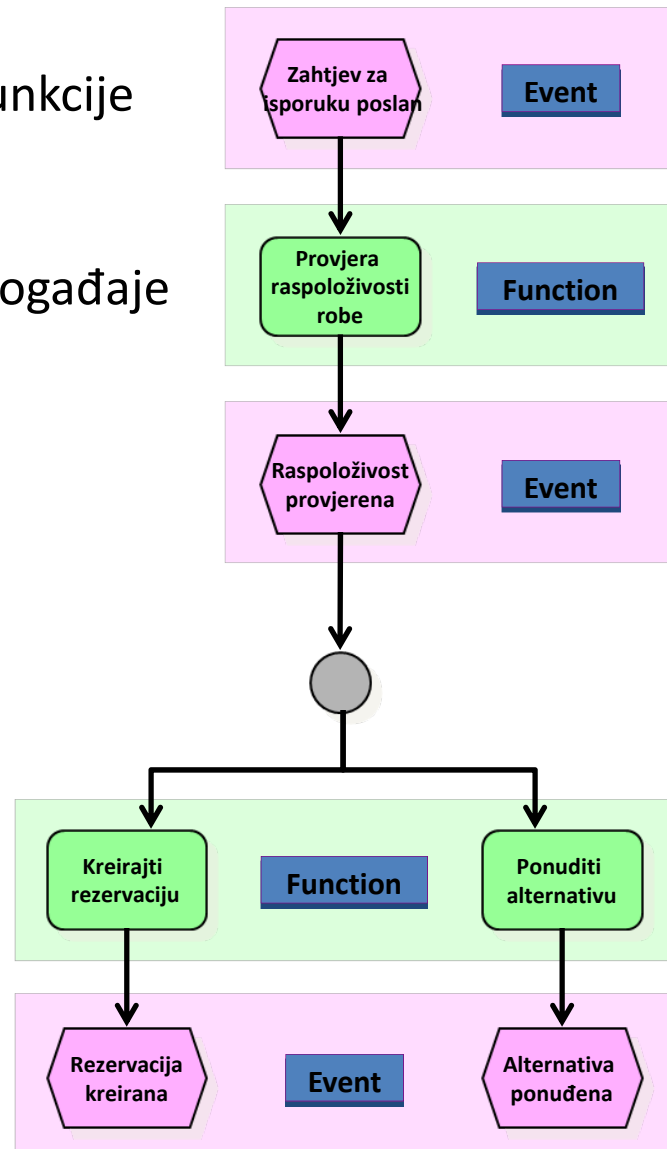 unkcije
ogađaje
Zahtjev za
isporuku poslan
Event
Provjera
raspoloživosti
robe
Function
Raspoloživost
provjerena
Event
Kreirajti
rezervaciju
Function
Ponuditi
alternativu
Rezervacija
kreirana
Event
Alternativa
ponuđena